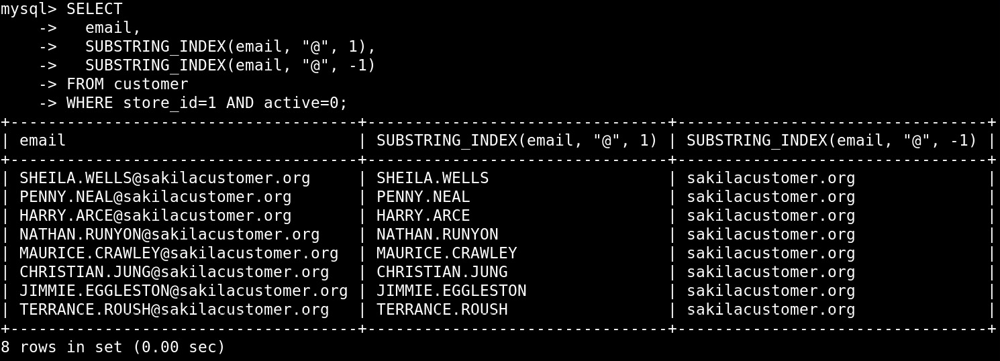 mysql> SELECT
    ->   email,
    ->   SUBSTRING_INDEX(email, "@", 1),
    ->   SUBSTRING_INDEX(email, "@", -1)
    -> FROM customer
    -> WHERE store_id=1 AND active=0;
+-------------------------------------+--------------------------------+---------------------------------+
| email                               | SUBSTRING_INDEX(email, "@", 1) | SUBSTRING_INDEX(email, "@", -1) |
+-------------------------------------+--------------------------------+---------------------------------+
| SHEILA.WELLS@sakilacustomer.org     | SHEILA.WELLS                   | sakilacustomer.org              |
| PENNY.NEAL@sakilacustomer.org       | PENNY.NEAL                     | sakilacustomer.org              |
| HARRY.ARCE@sakilacustomer.org       | HARRY.ARCE                     | sakilacustomer.org              |
| NATHAN.RUNYON@sakilacustomer.org    | NATHAN.RUNYON                  | sakilacustomer.org              |
| MAURICE.CRAWLEY@sakilacustomer.org  | MAURICE.CRAWLEY                | sakilacustomer.org              |
| CHRISTIAN.JUNG@sakilacustomer.org   | CHRISTIAN.JUNG                 | sakilacustomer.org              |
| JIMMIE.EGGLESTON@sakilacustomer.org | JIMMIE.EGGLESTON               | sakilacustomer.org              |
| TERRANCE.ROUSH@sakilacustomer.org   | TERRANCE.ROUSH                 | sakilacustomer.org              |
+-------------------------------------+--------------------------------+---------------------------------+
8 rows in set (0.00 sec)